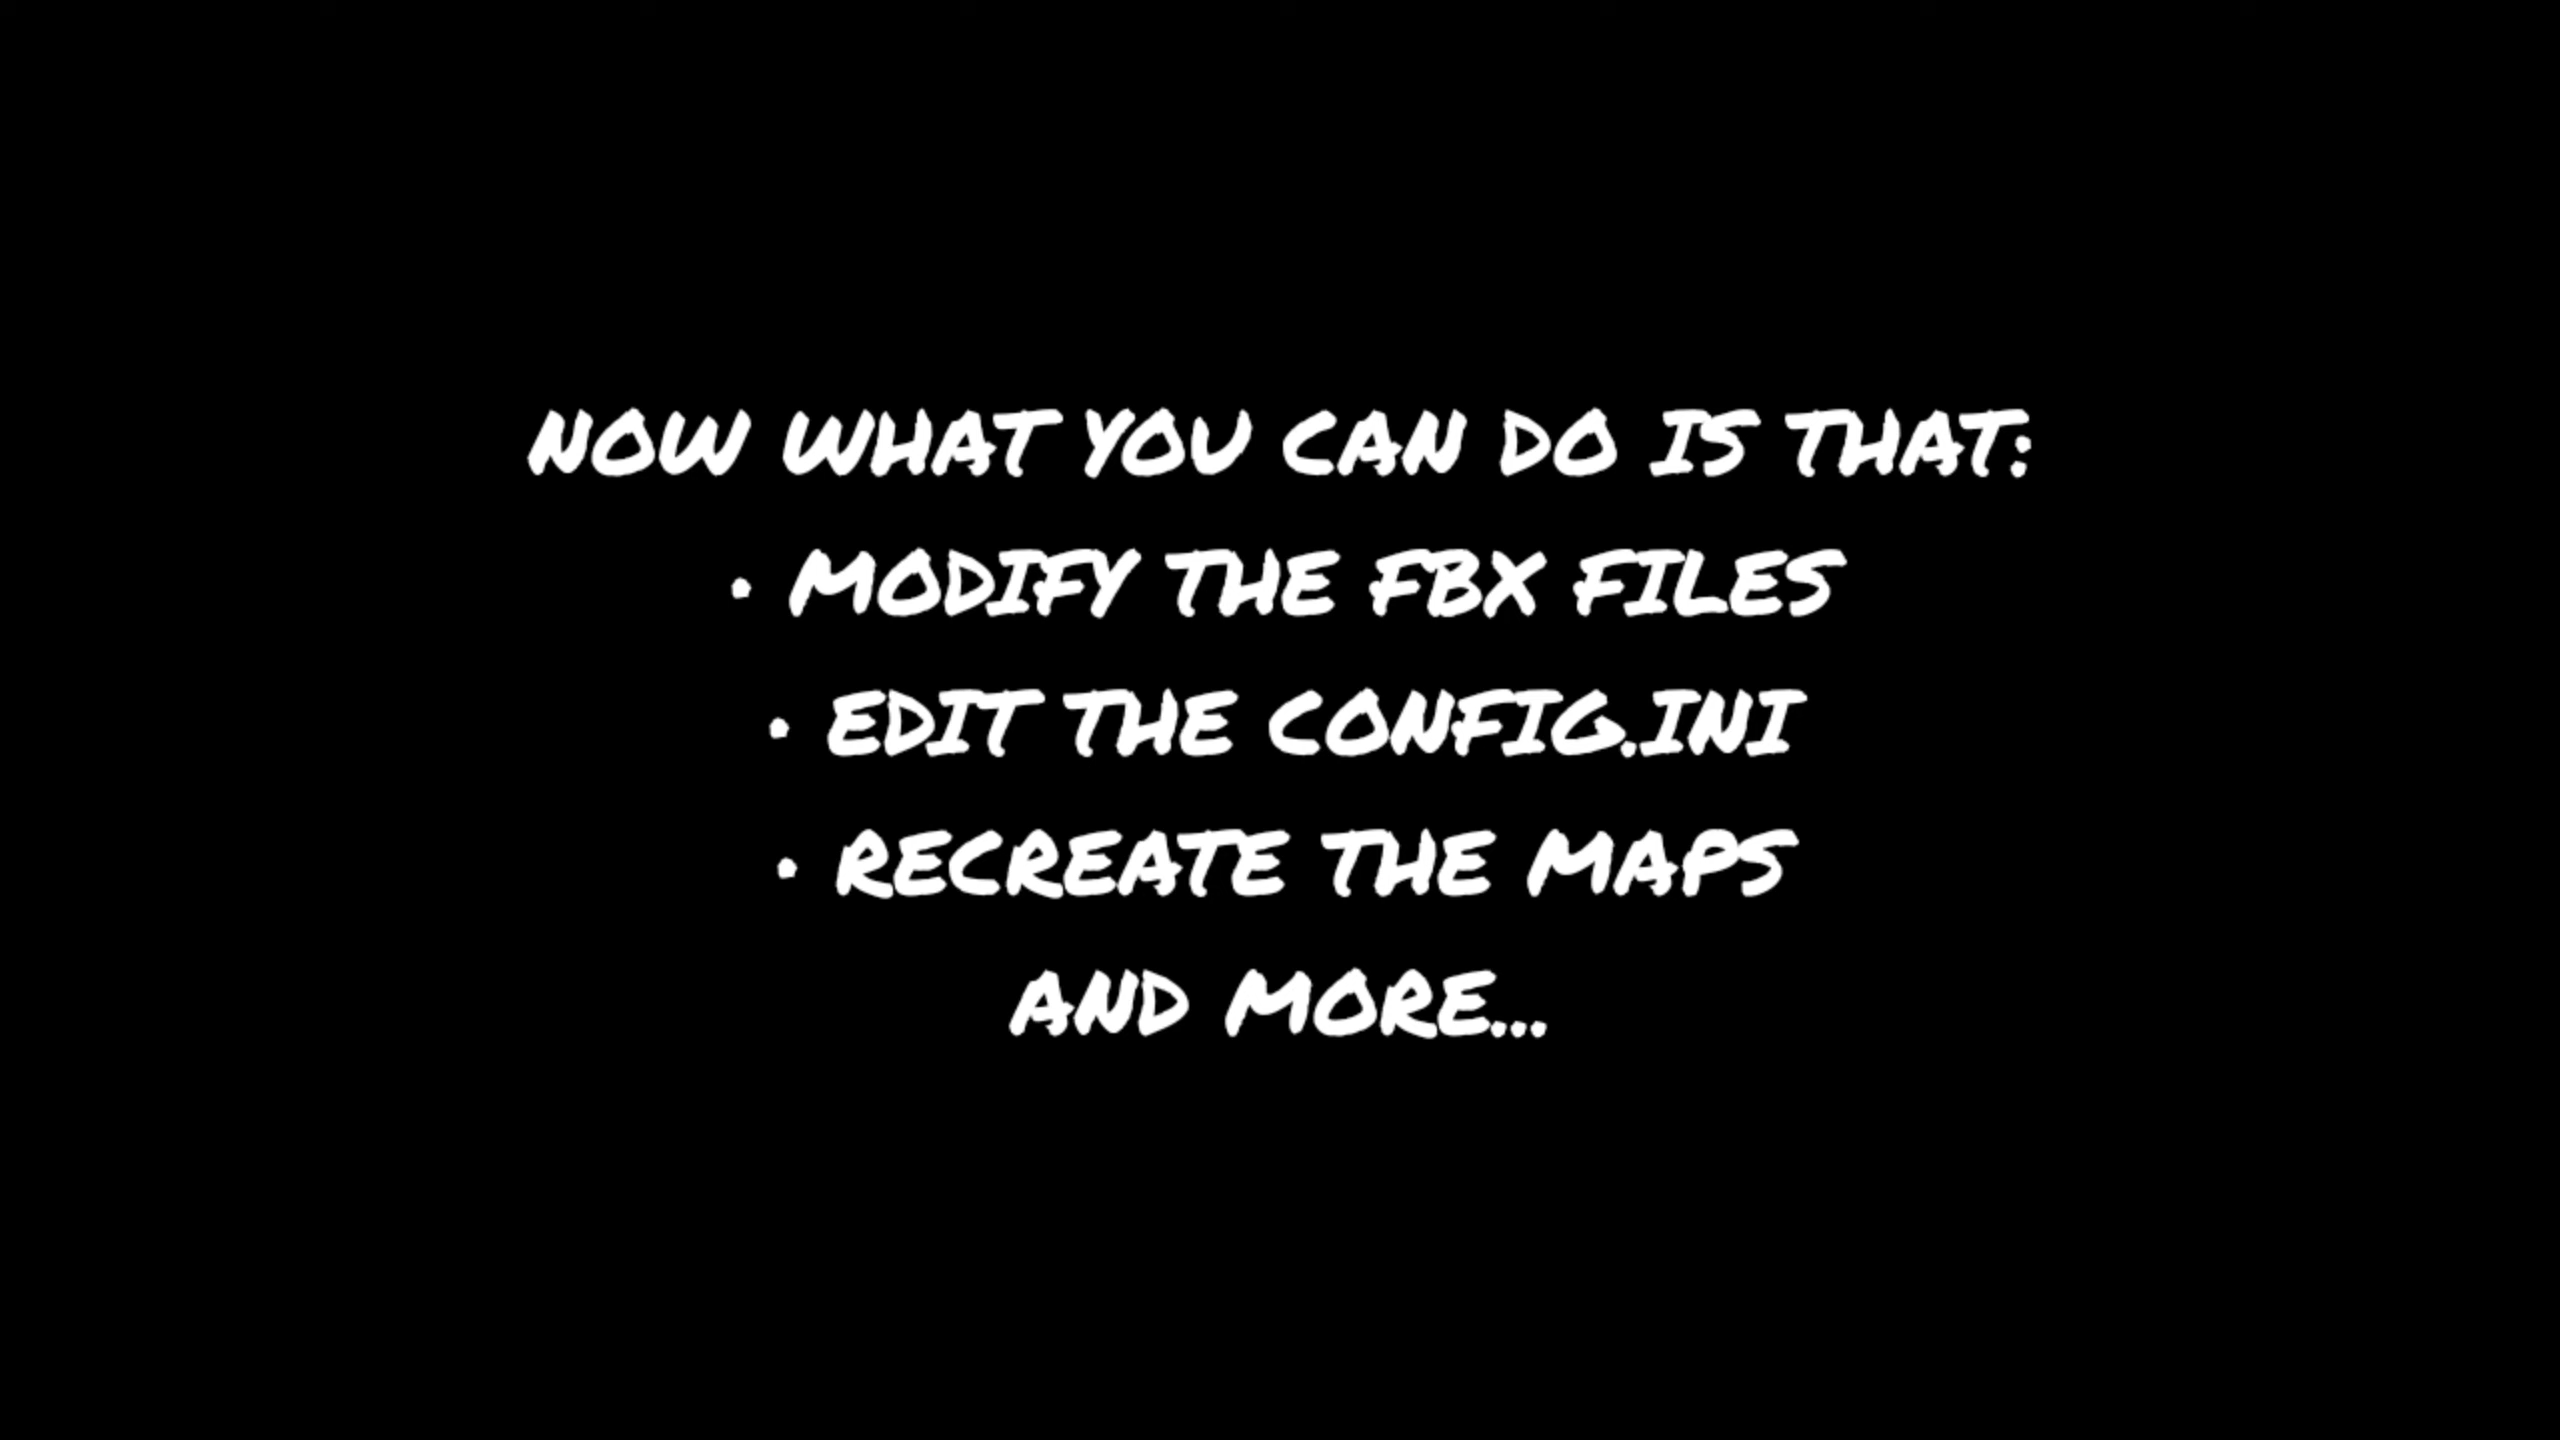 NOW WHAT YOU CAN DO IS THAT:
• MODIFY THE FBX FILES
• EDIT THE CONFIG.INI
• RECREATE THE MAPS
AND MORE...